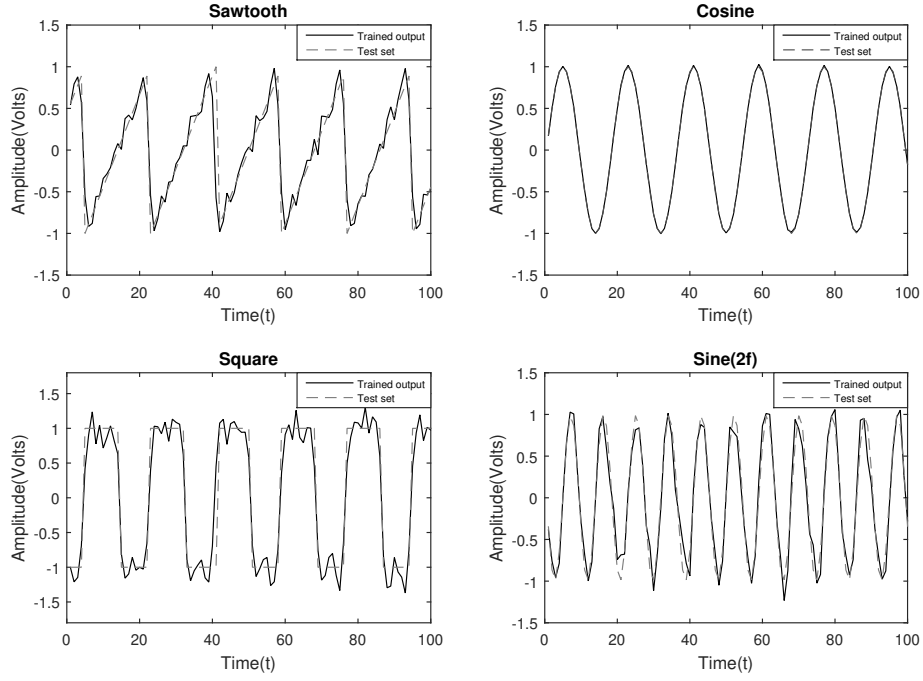 Sawtooth
Amplitude(Volts)
1.5
1
0.5
0
-0.5
-1
-1.5
0 20 40 60 80 100
Time(t)
Trained output
Test set
Cosine
Amplitude(Volts)
1.5
1
0.5
0
-0.5
-1
-1.5
0 20 40 60 80 100
Time(t)
Trained output
Test set
Square
Amplitude(Volts)
1.5
1
0.5
0
-0.5
-1
-1.5
0 20 40 60 80 100
Time(t)
Trained output
Test set
Sine(2f)
Amplitude(Volts)
1.5
1
0.5
0
-0.5
-1
-1.5
0 20 40 60 80 100
Time(t)
Trained output
Test set